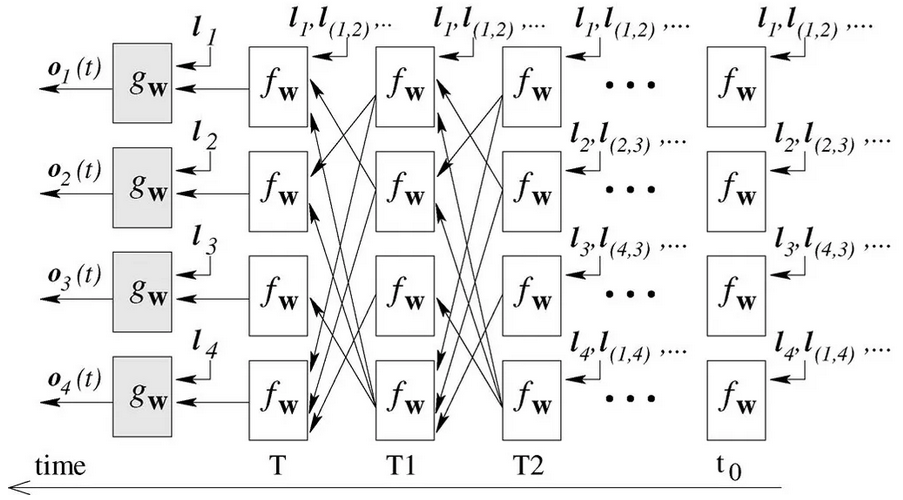 l1 l1,l(1,2),.. l1,l(1,2),... l1,l(1,2),... l1,l(1,2),...
o1(t) gw fw fw fw ... fw
l2 l2,l(2,3),... l2,l(2,3),...
o2(t) gw fw fw fw ... fw
l3 l3,l(4,3),... l3,l(4,3),...
o3(t) gw fw fw fw ... fw
l4 l4,l(1,4),... l4,l(1,4),...
o4(t) gw fw fw fw ... fw
time T T1 T2 t0